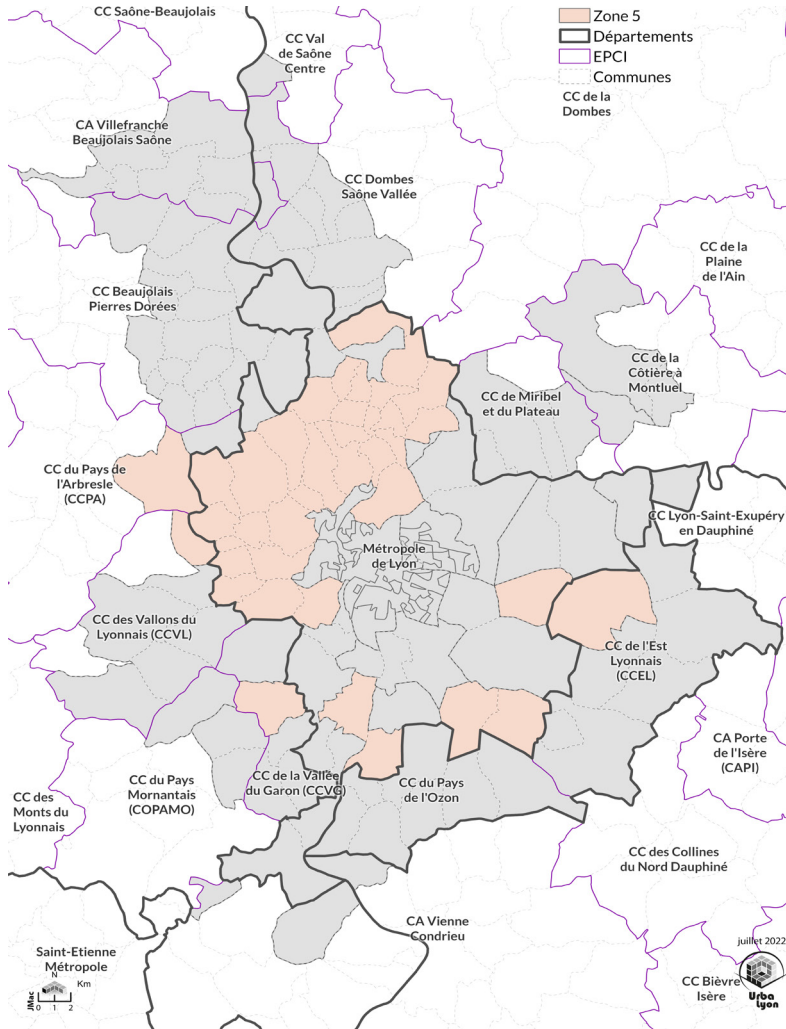 CC Saône-Beaujolais
CC Val
de Saône
Centre
Zone 5
Départements
EPCI
Communes
CC de la
Dombes
CA Villefranche
Beaujolais Saône
CC Dombes
Saône Vallée
CC de la
Plaine
de l'Ain
CC Beaujolais
Pierres Dorées
CC de la
Côtière à
Montluel
CC de Miribel
et du Plateau
CC du Pays de
l'Arbresle
(CCPA)
CC Lyon-Saint-Exupéry
en Dauphiné
Métropole
de Lyon
CC des Vallons du
Lyonnais (CCVL)
CC de l'Est
Lyonnais
(CCEL)
CA Porte
de l'Isère
(CAPI)
CC du Pays
Mornantais
(COPAMO)
CC de la Vallée
du Garon (CCVG)
CC du Pays
de l'Ozon
CC des
Monts du
Lyonnais
CC des Collines
du Nord Dauphiné
CA Vienne
Condrieu
Saint-Etienne
Métropole
juillet 2022
CC Bièvre
Isère
Urba
Lyon
JMac
N
Km
0 1 2